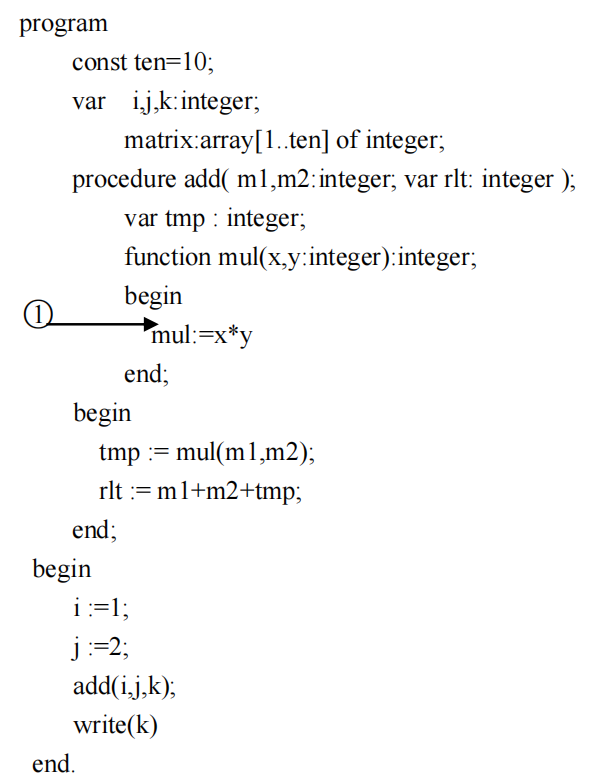 program
const ten=10;
var i,j,k:integer;
matrix:array[1..ten] of integer;
procedure add( m1,m2:integer; var rlt: integer );
var tmp : integer;
function mul(x,y:integer):integer;
begin
①
mul:=x*y
end;
begin
tmp := mul(m1,m2);
rlt := m1+m2+tmp;
end;
begin
i :=1;
j :=2;
add(i,j,k);
write(k)
end.